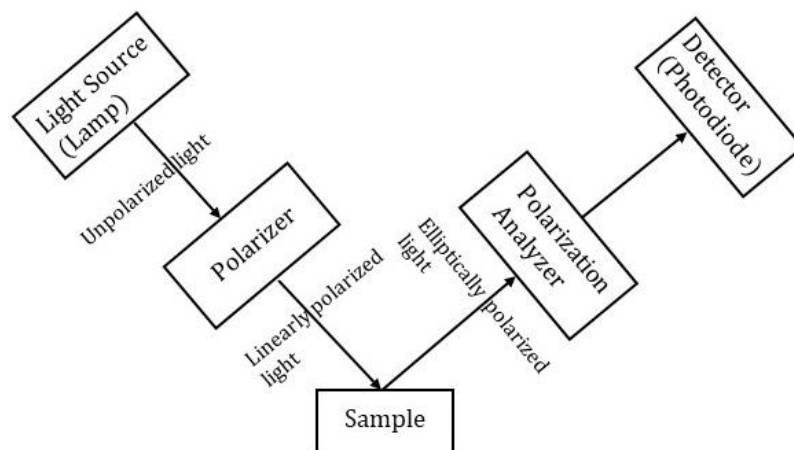 Light Source
(Lamp)
Unpolarized light
Polarizer
Linearly polarized
light
Sample
Elliptically polarized
light
Polarization
Analyzer
Detector
(Photodiode)